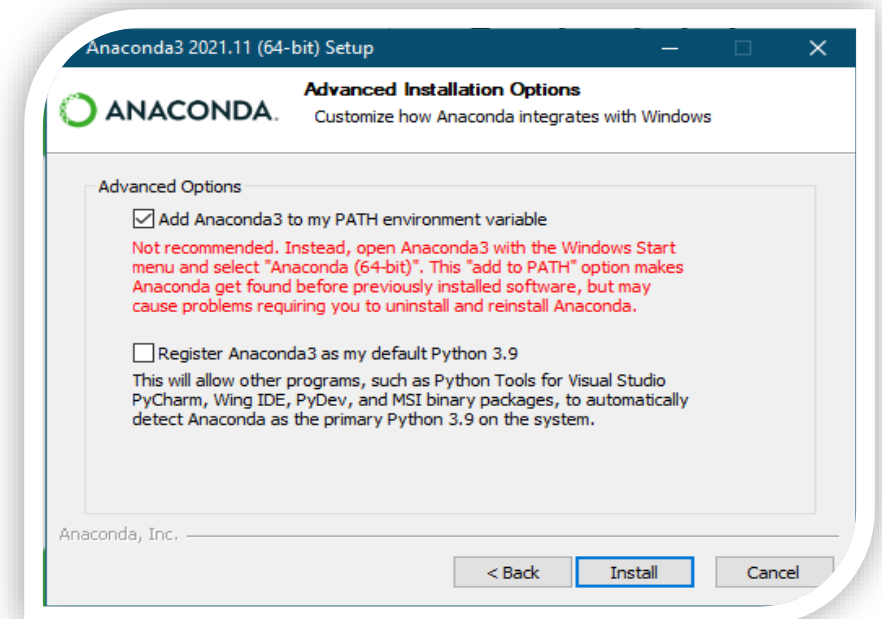 Anaconda3 2021.11 (64-bit) Setup
ANACONDA.
Advanced Installation Options
Customize how Anaconda integrates with Windows
Advanced Options
Add Anaconda3 to my PATH environment variable
Not recommended. Instead, open Anaconda3 with the Windows Start
menu and select "Anaconda (64-bit)". This "add to PATH" option makes
Anaconda get found before previously installed software, but may
cause problems requiring you to uninstall and reinstall Anaconda.
Register Anaconda3 as my default Python 3.9
This will allow other programs, such as Python Tools for Visual Studio
PyCharm, Wing IDE, PyDev, and MSI binary packages, to automatically
detect Anaconda as the primary Python 3.9 on the system.
Anaconda, Inc.
< Back
Install
Cancel